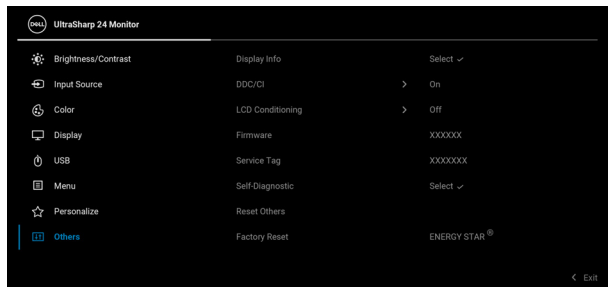 DELL UltraSharp 24 Monitor
Brightness/Contrast Display Info Select ✓
Input Source DDC/CI > On
Color LCD Conditioning > Off
Display Firmware XXXXXX
USB Service Tag XXXXXXX
Menu Self-Diagnostic Select ✓
Personalize Reset Others
Others Factory Reset ENERGY STAR®
< Exit